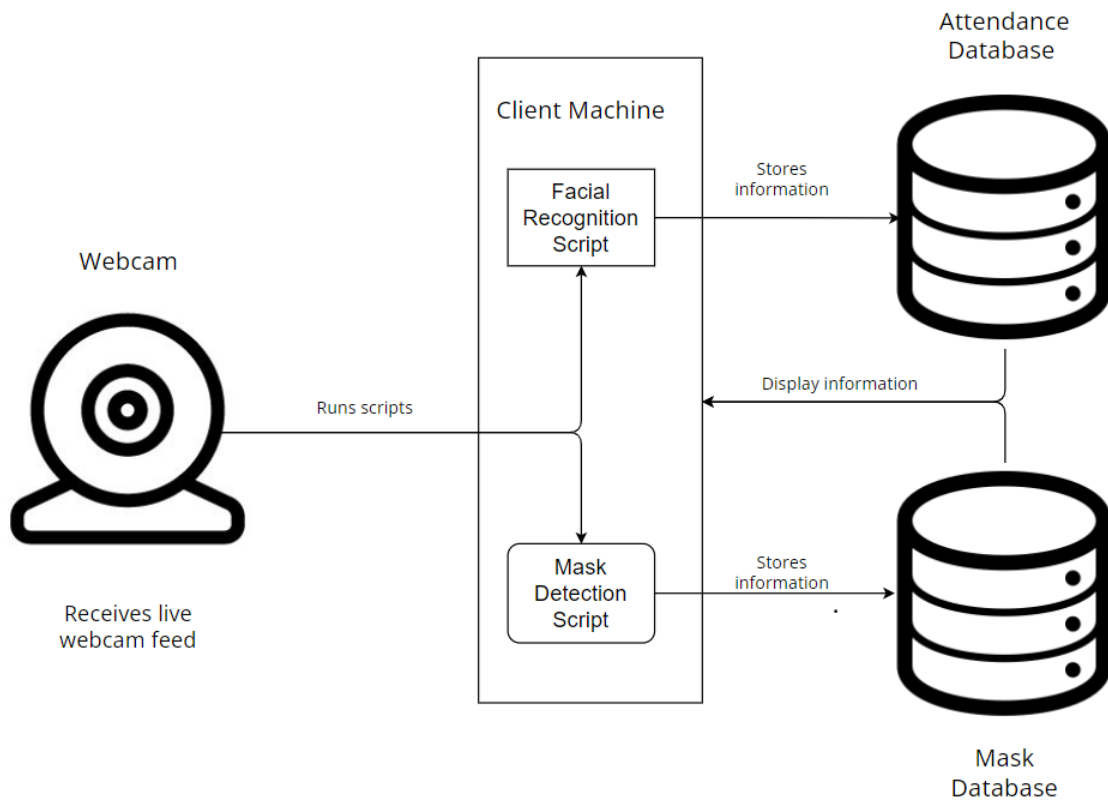 Attendance
Database
Client Machine
Stores
information
Facial
Recognition
Script
Webcam
Display information
Runs scripts
Mask
Detection
Script
Stores
information
Receives live
webcam feed
Mask
Database